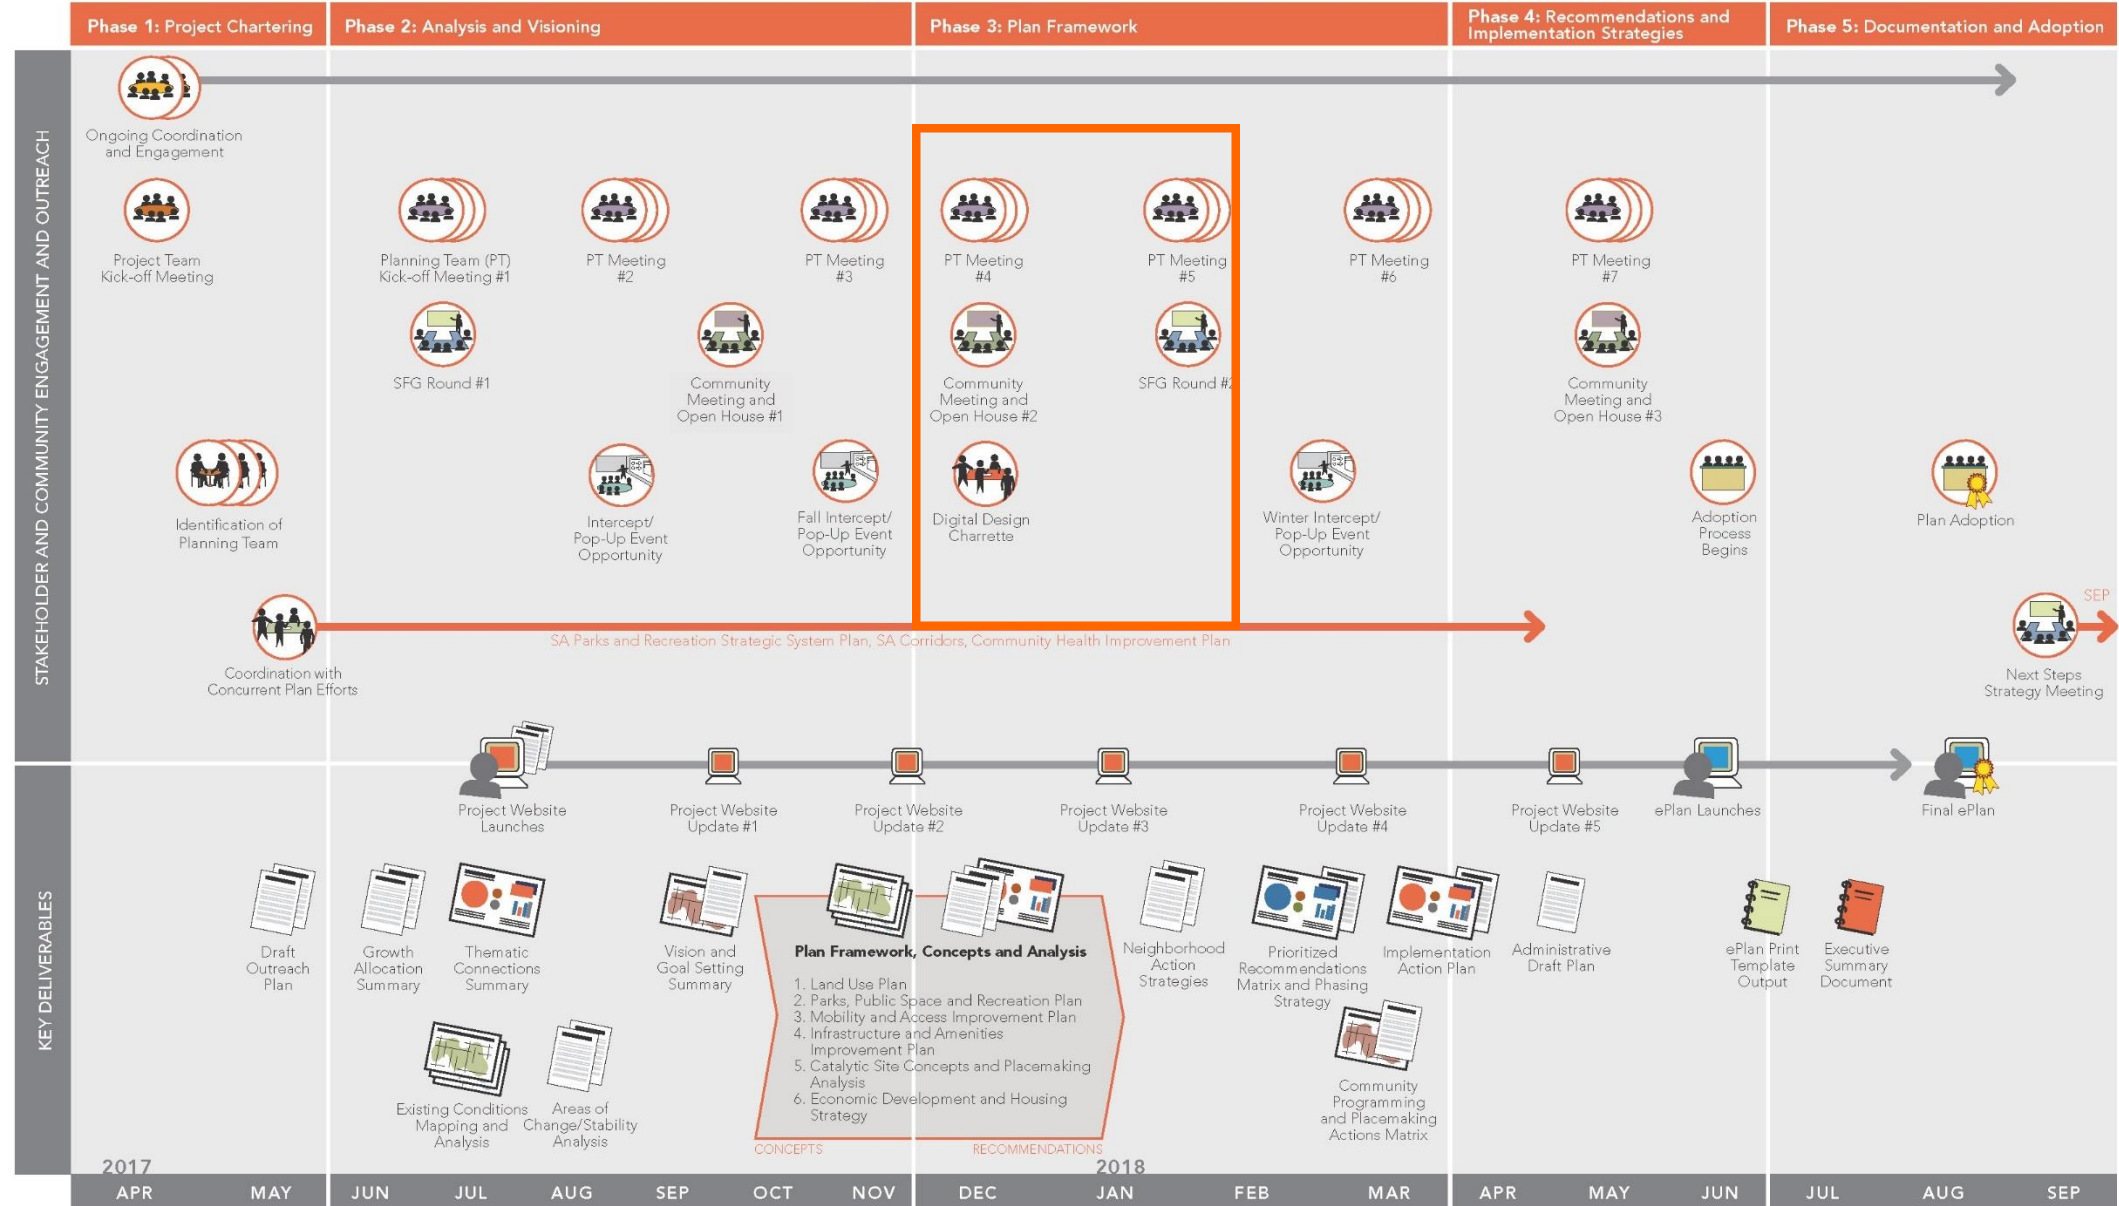 Phase 1: Project Chartering
Phase 2: Analysis and Visioning
Phase 3: Plan Framework
Phase 4: Recommendations and
Implementation Strategies
Phase 5: Documentation and Adoption
STAKEHOLDER AND COMMUNITY ENGAGEMENT AND OUTREACH
Ongoing Coordination
and Engagement
Project Team
Kick-off Meeting
Planning Team (PT)
Kick-off Meeting #1
PT Meeting
#2
PT Meeting
#3
PT Meeting
#4
PT Meeting
#5
PT Meeting
#6
PT Meeting
#7
SFG Round #1
Community
Meeting and
Open House #1
Community
Meeting and
Open House #2
SFG Round #2
Community
Meeting and
Open House #3
Identification of
Planning Team
Intercept/
Pop-Up Event
Opportunity
Fall Intercept/
Pop-Up Event
Opportunity
Digital Design
Charrette
Winter Intercept/
Pop-Up Event
Opportunity
Adoption
Process
Begins
Plan Adoption
SEP
SA Parks and Recreation Strategic System Plan, SA Corridors, Community Health Improvement Plan
Coordination with
Concurrent Plan Efforts
Next Steps
Strategy Meeting
KEY DELIVERABLES
Project Website
Launches
Project Website
Update #1
Project Website
Update #2
Project Website
Update #3
Project Website
Update #4
Project Website
Update #5
ePlan Launches
Final ePlan
Draft
Outreach
Plan
Growth
Allocation
Summary
Thematic
Connections
Summary
Vision and
Goal Setting
Summary
Plan Framework, Concepts and Analysis
1. Land Use Plan
2. Parks, Public Space and Recreation Plan
3. Mobility and Access Improvement Plan
4. Infrastructure and Amenities
Improvement Plan
5. Catalytic Site Concepts and Placemaking
Analysis
6. Economic Development and Housing
Strategy
CONCEPTS
RECOMMENDATIONS
Neighborhood
Action
Strategies
Prioritized
Recommendations
Matrix and Phasing
Strategy
Implementation
Action Plan
Administrative
Draft Plan
ePlan Print
Template
Output
Executive
Summary
Document
Existing Conditions
Mapping and
Analysis
Areas of
Change/Stability
Analysis
Community
Programming
and Placemaking
Actions Matrix
2017
2018
APR
MAY
JUN
JUL
AUG
SEP
OCT
NOV
DEC
JAN
FEB
MAR
APR
MAY
JUN
JUL
AUG
SEP